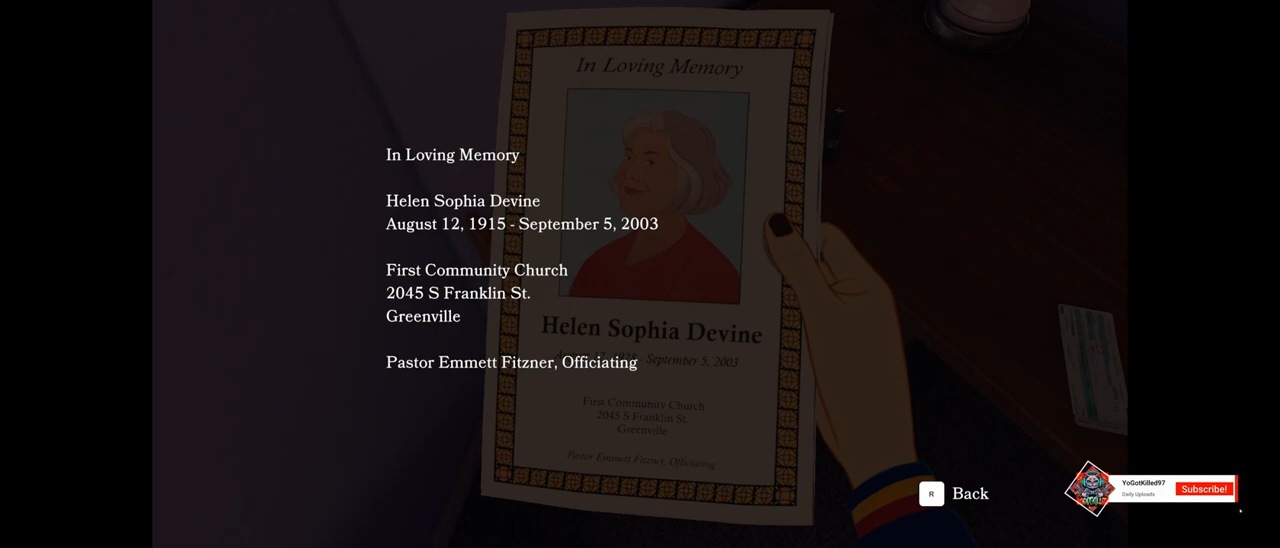 In Loving Memory
In Loving Memory
Helen Sophia Devine
August 12, 1915 - September 5, 2003
First Community Church
2045 S Franklin St.
Greenville
Pastor Emmett Fitzner, Officiating
Helen Sophia Devine
September 5, 2003
First Community Church
2045 S Franklin St.
Greenville
Pastor Emmett Fitzner, Officiating
R Back
YoGotKilled97
Daily Uploads
Subscribe!